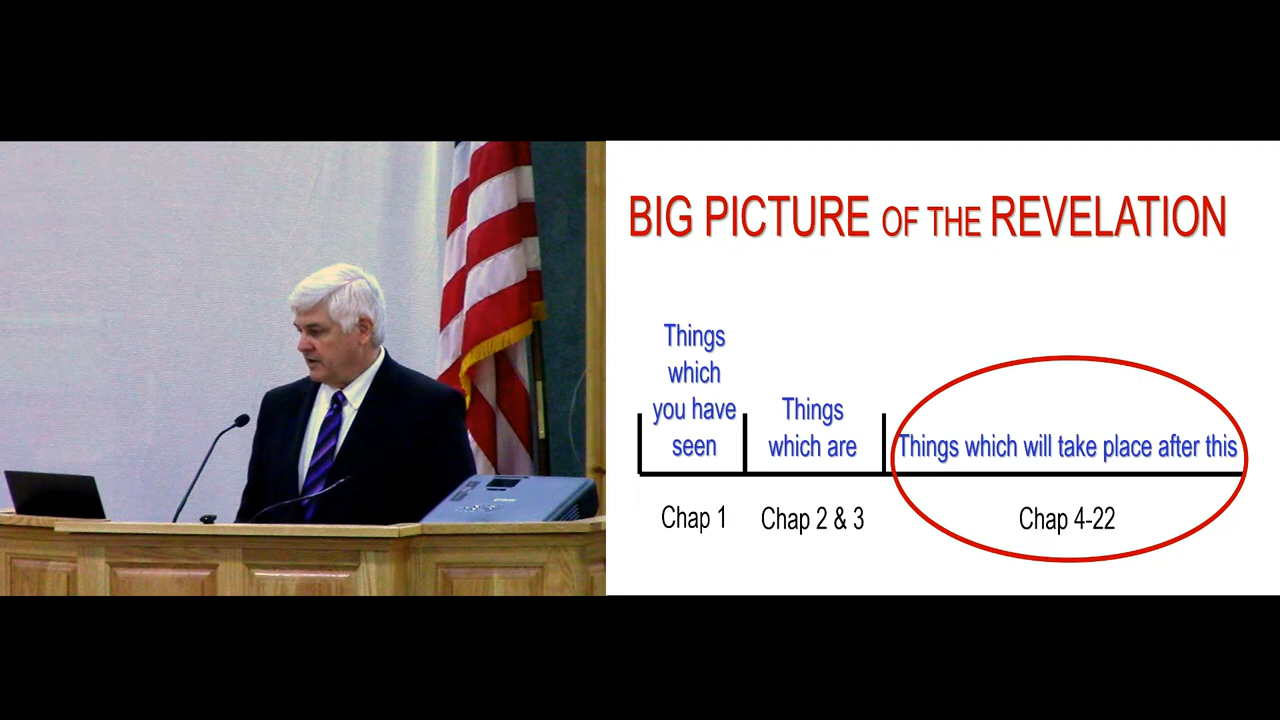 BIG PICTURE OF THE REVELATION
Things
which
you have
seen
Things
which are
Things which will take place after this
Chap 1
Chap 2 & 3
Chap 4-22